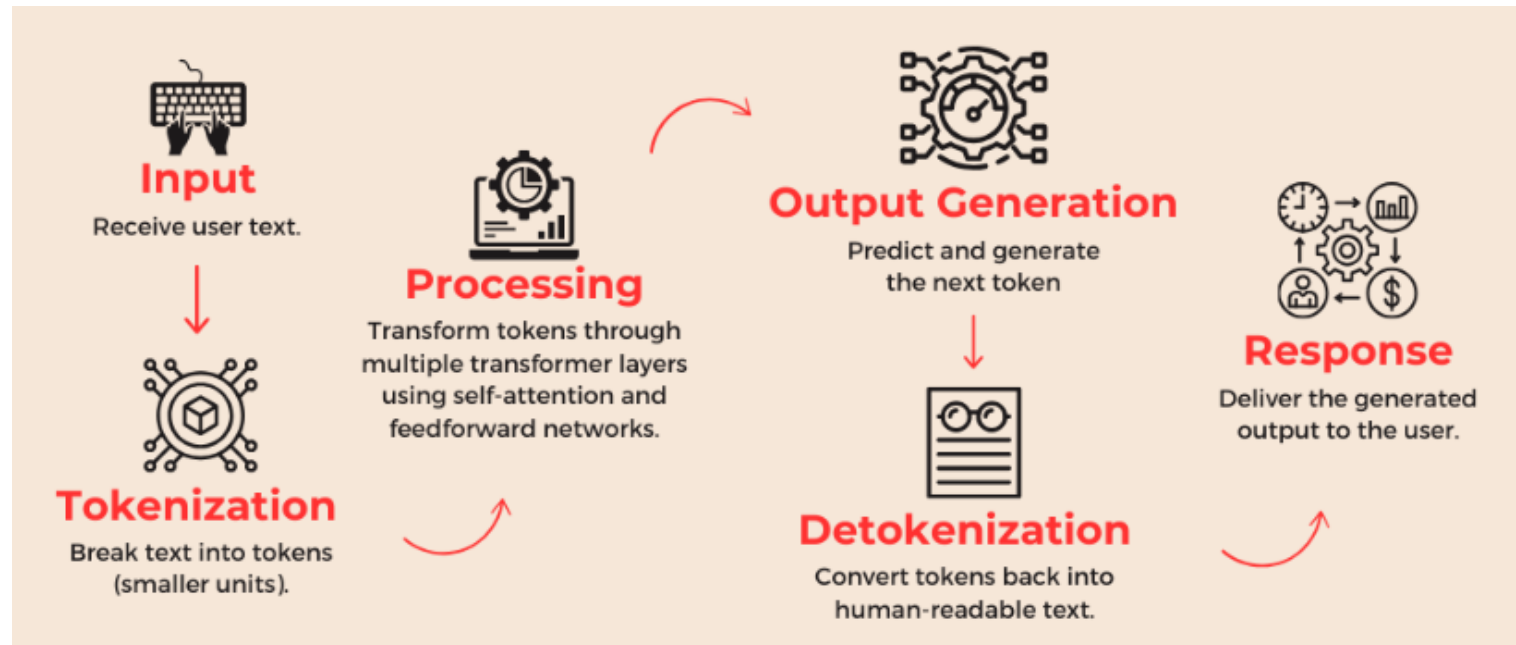 Input
Receive user text.
Tokenization
Break text into tokens
(smaller units).
Processing
Transform tokens through
multiple transformer layers
using self-attention and
feedforward networks.
Output Generation
Predict and generate
the next token
Detokenization
Convert tokens back into
human-readable text.
Response
Deliver the generated
output to the user.